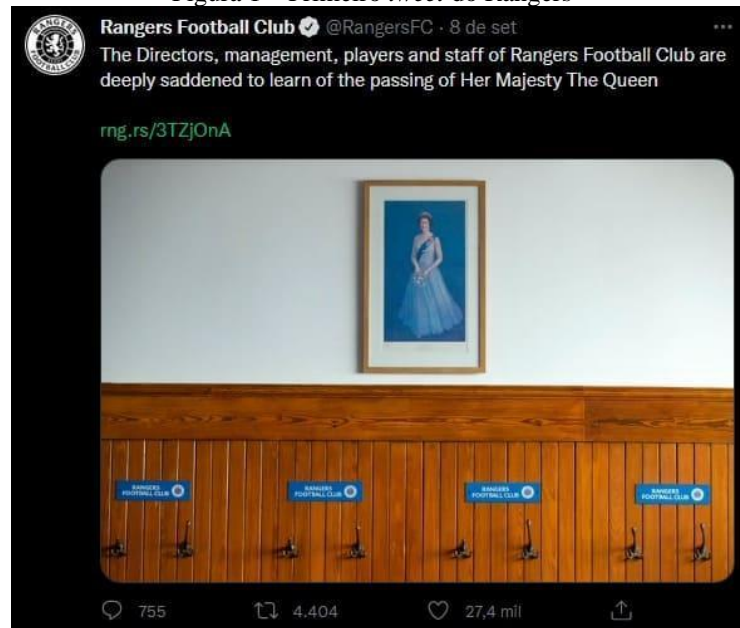 Figura 1 – Primeiro tweet do Rangers
Rangers Football Club @RangersFC · 8 de set
The Directors, management, players and staff of Rangers Football Club are
deeply saddened to learn of the passing of Her Majesty The Queen
rng.rs/3TZjOnA
RANGERS
FOOTBALL CLUB
RANGERS
FOOTBALL CLUB
RANGERS
FOOTBALL CLUB
RANGERS
FOOTBALL CLUB
RANGERS
FOOTBALL CLUB
755 4.404 27,4 mil